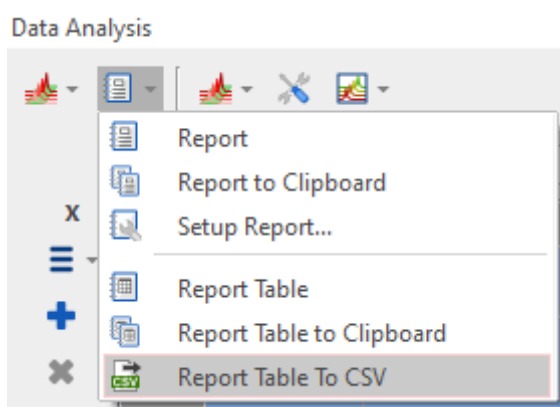 Data Analysis
Report
Report to Clipboard
x
Setup Report...
Report Table
Report Table to Clipboard
CSV
Report Table To CSV